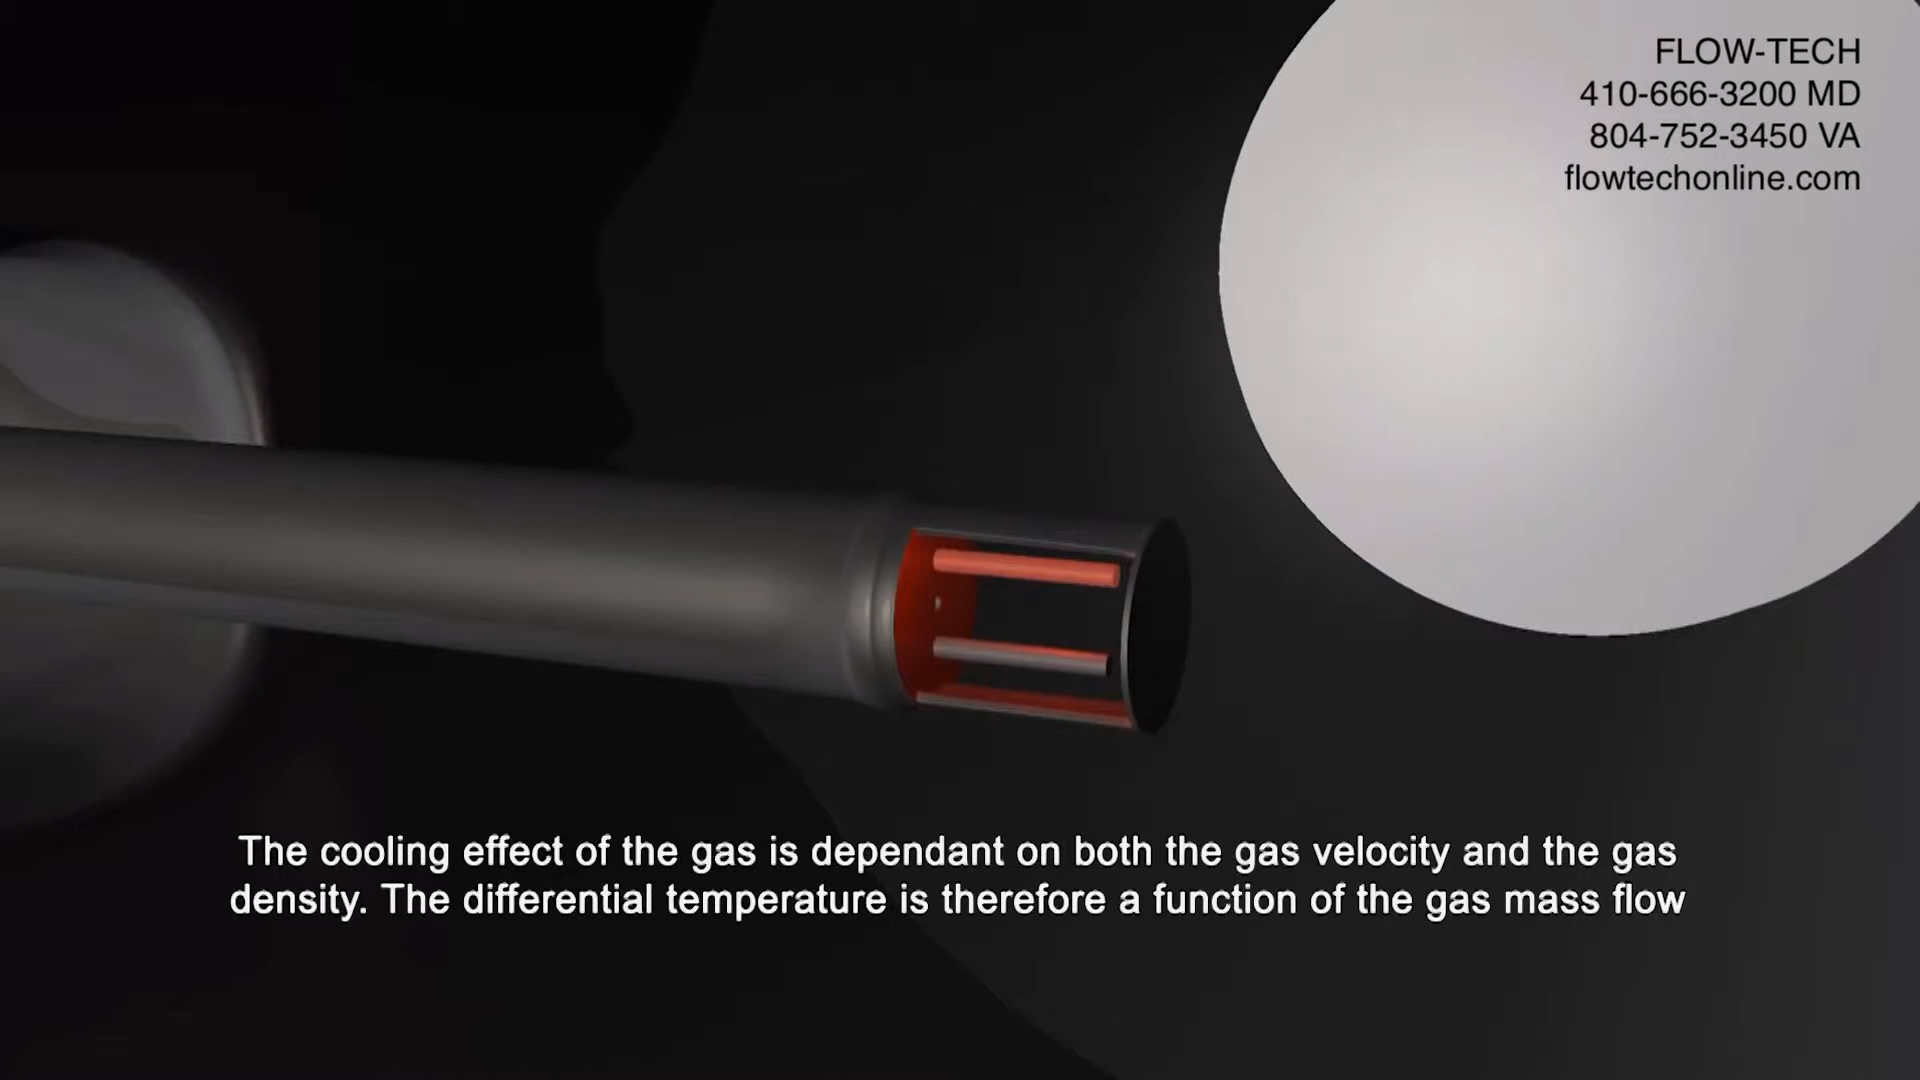 FLOW-TECH
410-666-3200 MD
804-752-3450 VA
flowtechonline.com
The cooling effect of the gas is dependant on both the gas velocity and the gas
density. The differential temperature is therefore a function of the gas mass flow